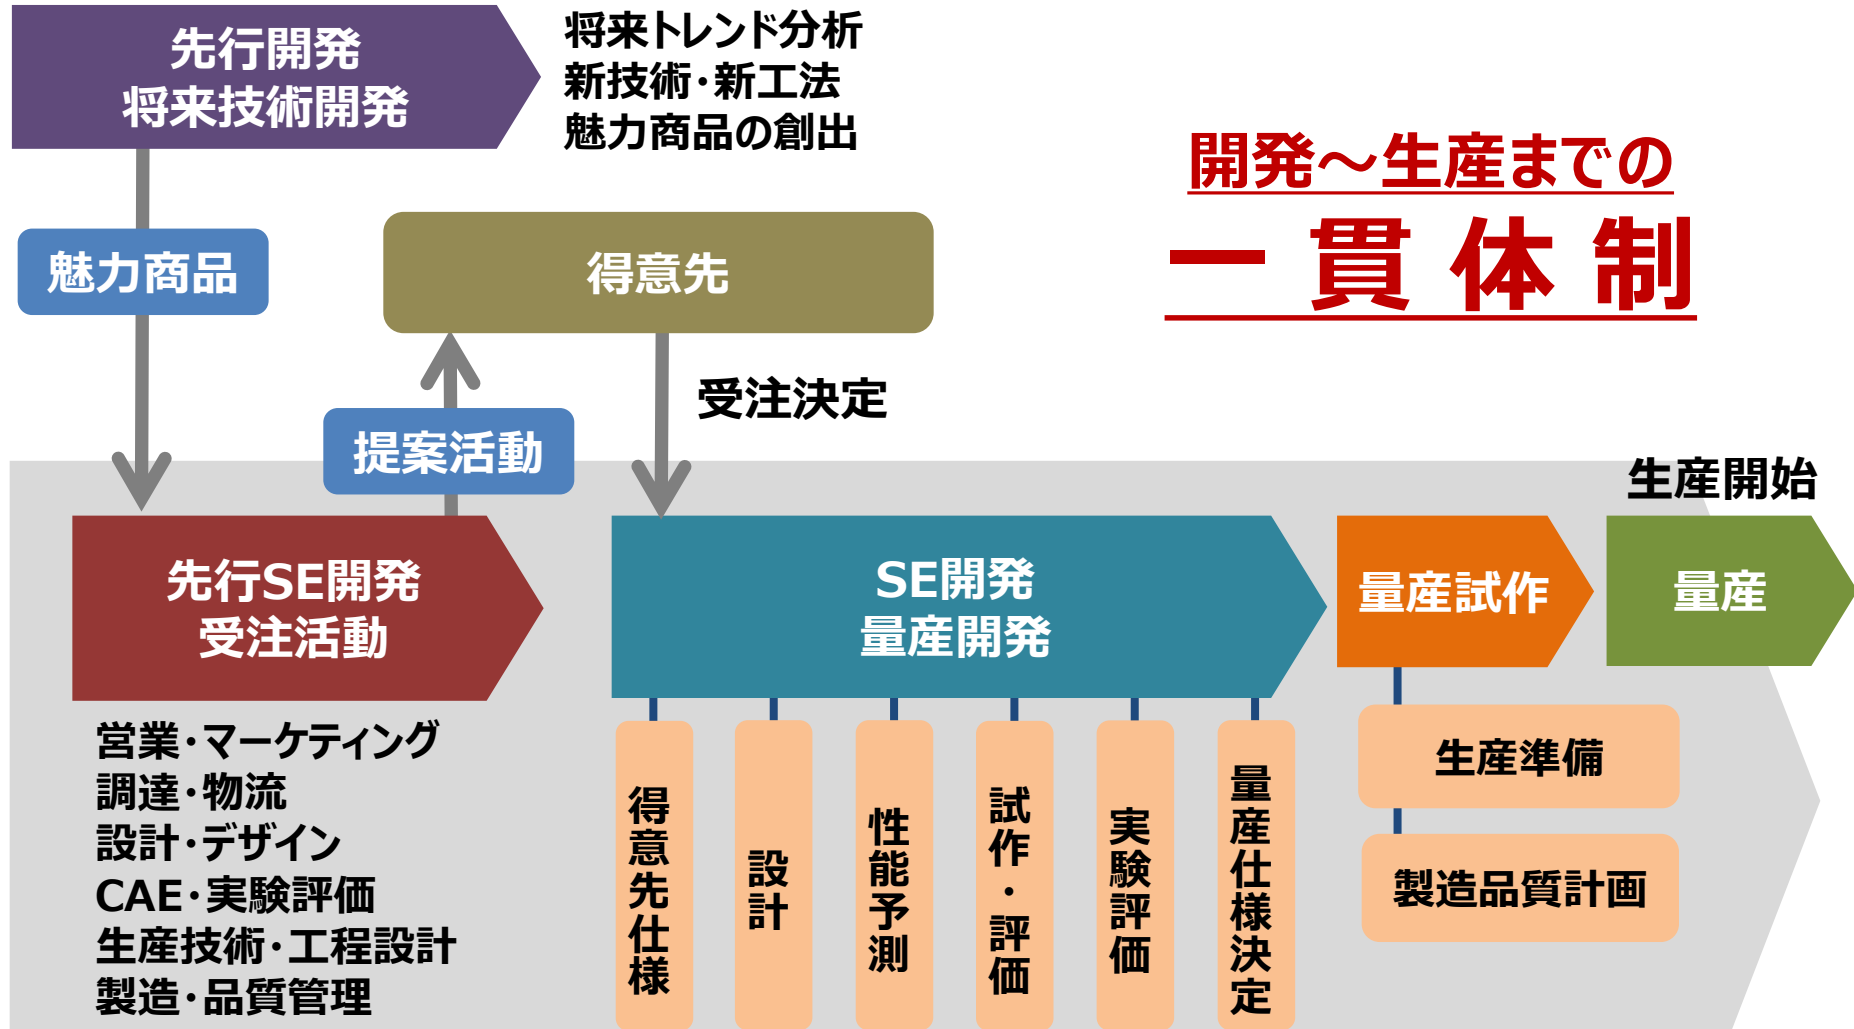 先行開発
将来技術開発
将来トレンド分析
新技術･新工法
魅力商品の創出
開発～生産までの
一貫体制
魅力商品
得意先
提案活動
受注決定
生産開始
先行SE開発
受注活動
SE開発
量産開発
量産試作
量産
営業･マーケティング
調達･物流
設計･デザイン
CAE･実験評価
生産技術･工程設計
製造･品質管理
得意先仕様
設計
性能予測
試作・評価
実験評価
量産仕様決定
生産準備
製造品質計画